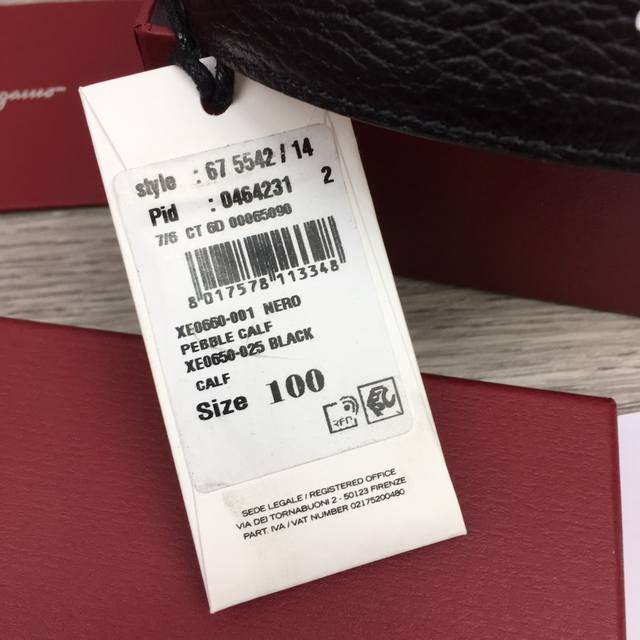 style : 67 5542 / 14
Pid : 0464231 2
7/6 CT 6D 00065090
8 017578 113348
XE0660-001 NERO
PEBBLE CALF
XE0650-025 BLACK
CALF
Size 100
RFID
SEDE LEGALE / REGISTERED OFFICE
VIA DEI TORNABUONI 2 - 50123 FIRENZE
PART. IVA / VAT NUMBER 02175200480